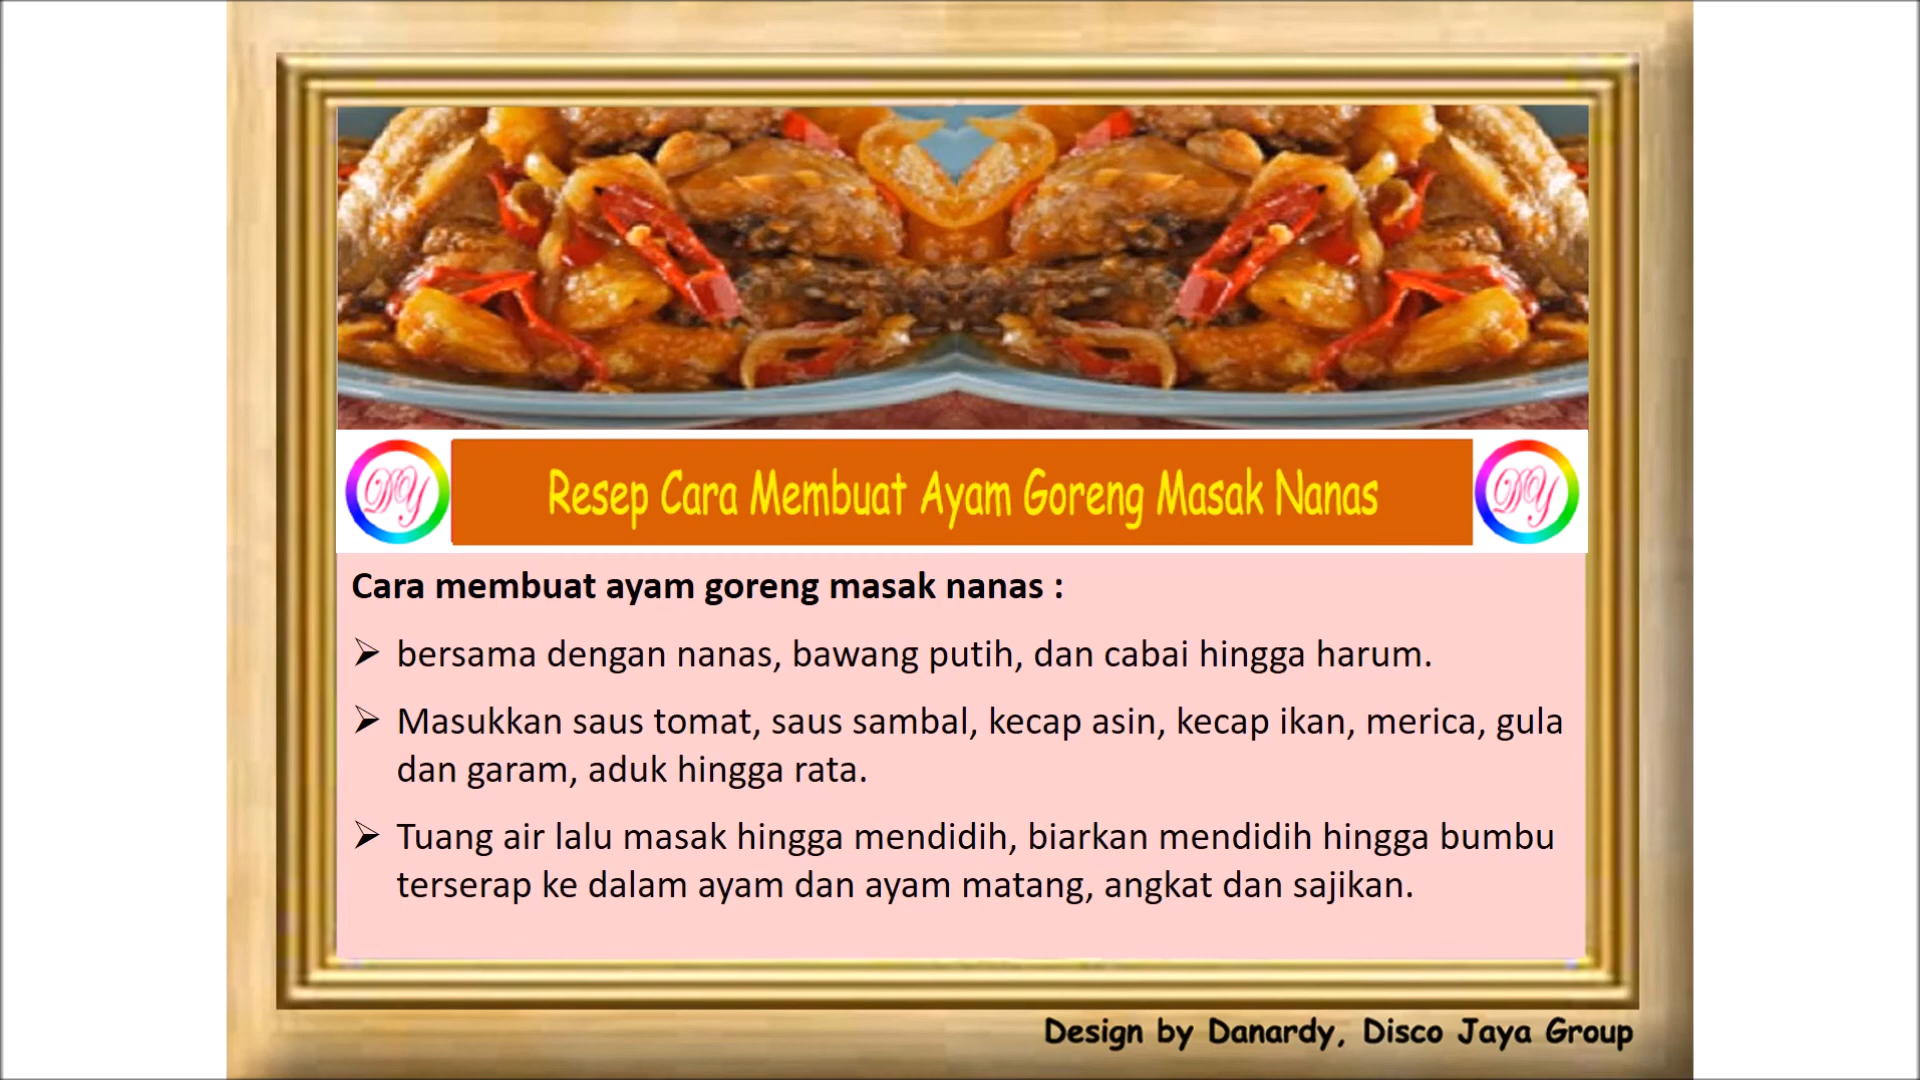 DY
Resep Cara Membuat Ayam Goreng Masak Nanas
DY
Cara membuat ayam goreng masak nanas :
➢ bersama dengan nanas, bawang putih, dan cabai hingga harum.
➢ Masukkan saus tomat, saus sambal, kecap asin, kecap ikan, merica, gula
dan garam, aduk hingga rata.
➢ Tuang air lalu masak hingga mendidih, biarkan mendidih hingga bumbu
terserap ke dalam ayam dan ayam matang, angkat dan sajikan.
Design by Danardy, Disco Jaya Group